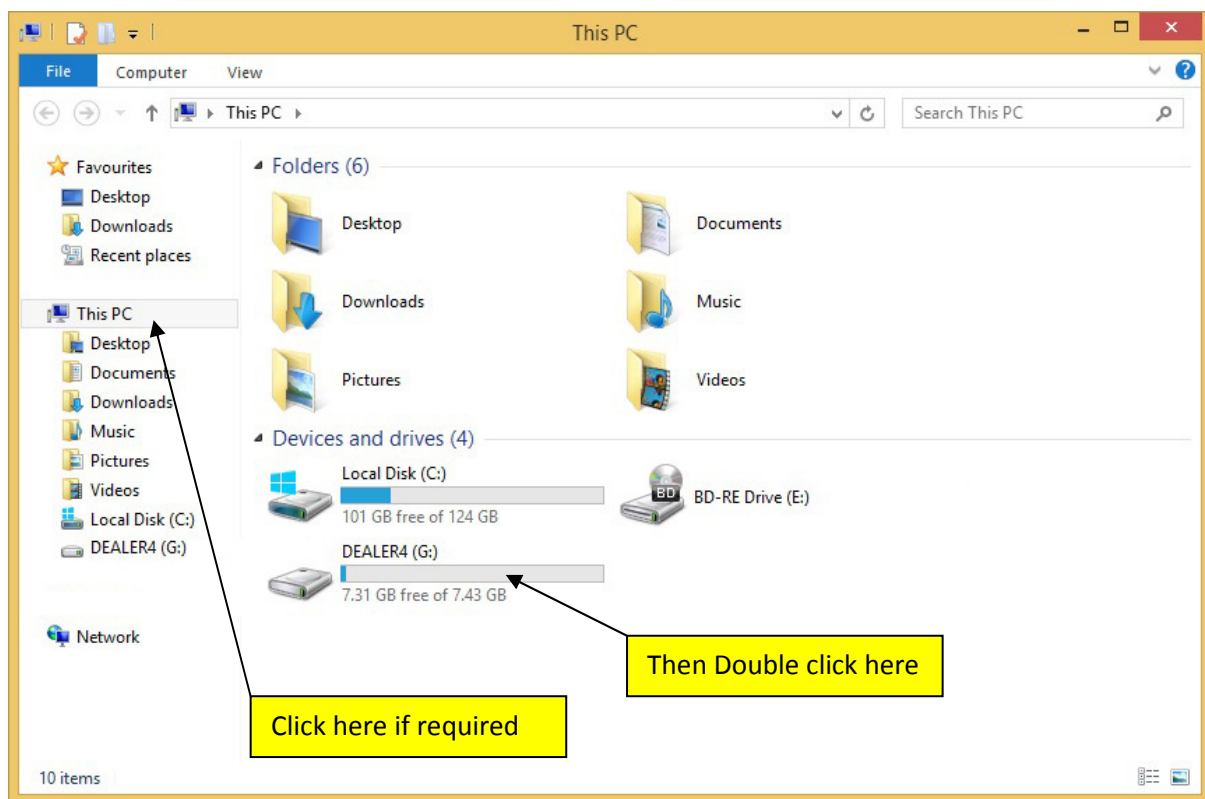 This PC
File Computer View
This PC
Search This PC
Favourites
Desktop
Downloads
Recent places
This PC
Desktop
Documents
Downloads
Music
Pictures
Videos
Local Disk (C:)
DEALER4 (G:)
Network
Folders (6)
Desktop
Documents
Downloads
Music
Pictures
Videos
Devices and drives (4)
Local Disk (C:)
101 GB free of 124 GB
BD
BD-RE Drive (E:)
DEALER4 (G:)
7.31 GB free of 7.43 GB
Then Double click here
Click here if required
10 items